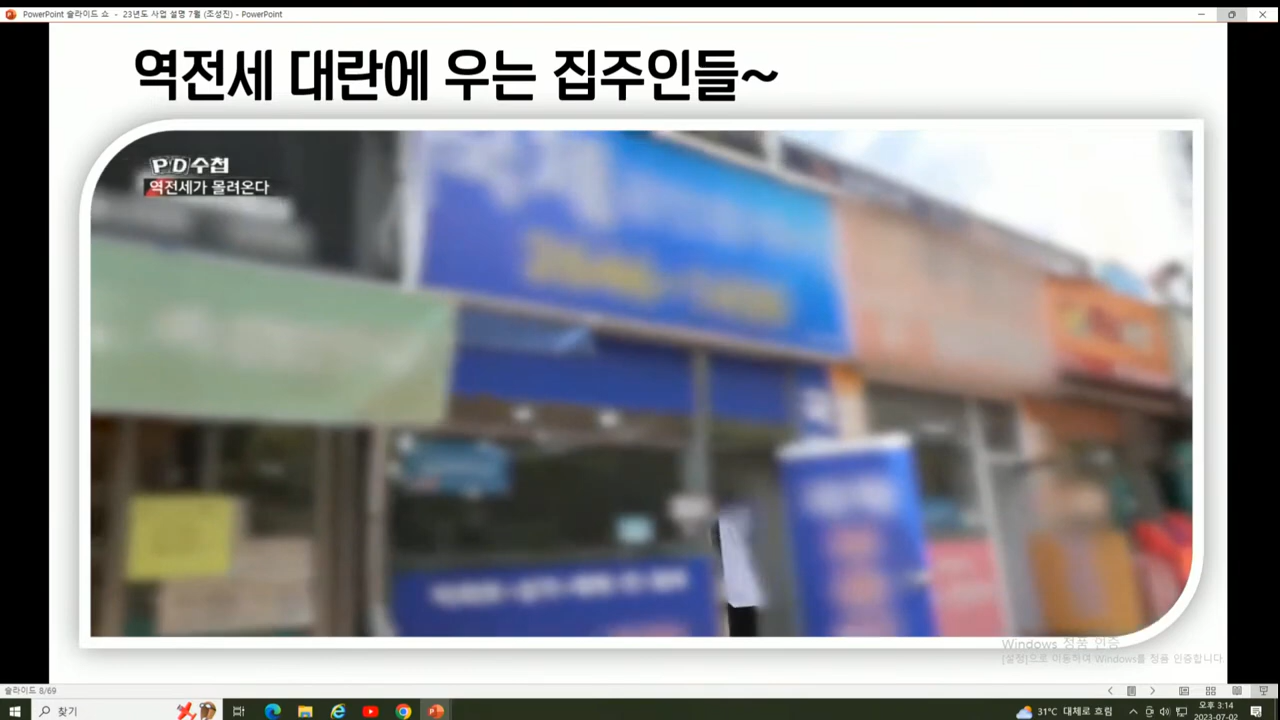 PowerPoint 슬라이드 쇼 - 23년도 사업 설명 7월 (조성진) - PowerPoint
역전세 대란에 우는 집주인들~
PD수첩
역전세가 몰려온다
Windows 정품 인증
[설정]으로 이동하여 Windows를 정품 인증합니다.
슬라이드 8/69
찾기
31°C 대체로 흐림
오후 3:14
2023-07-02